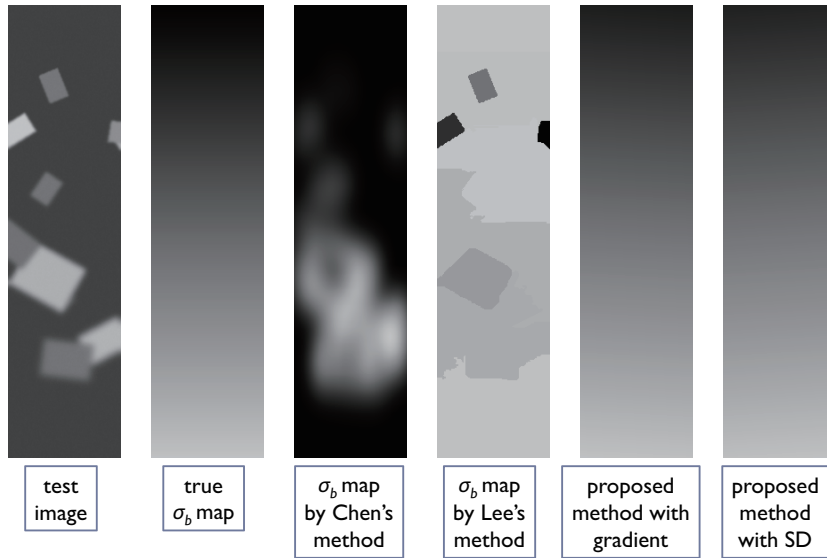 test
image
true
σb map
σb map
by Chen's
method
σb map
by Lee's
method
proposed
method with
gradient
proposed
method
with SD